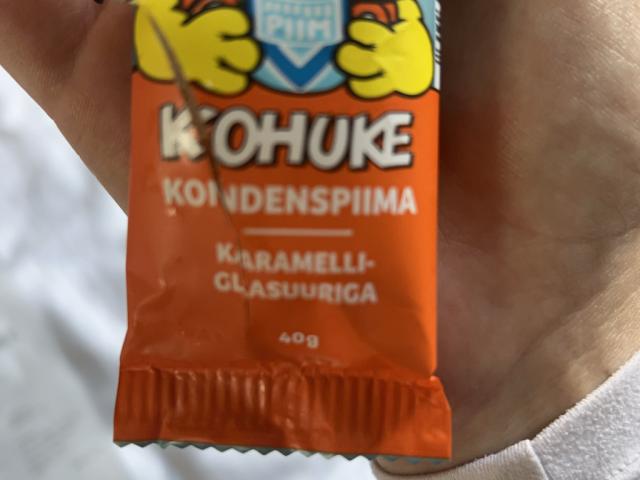 PIIM
KOHUKE
KONDENSPIIMA
KARAMELLI-
GLASUURIGA
40g